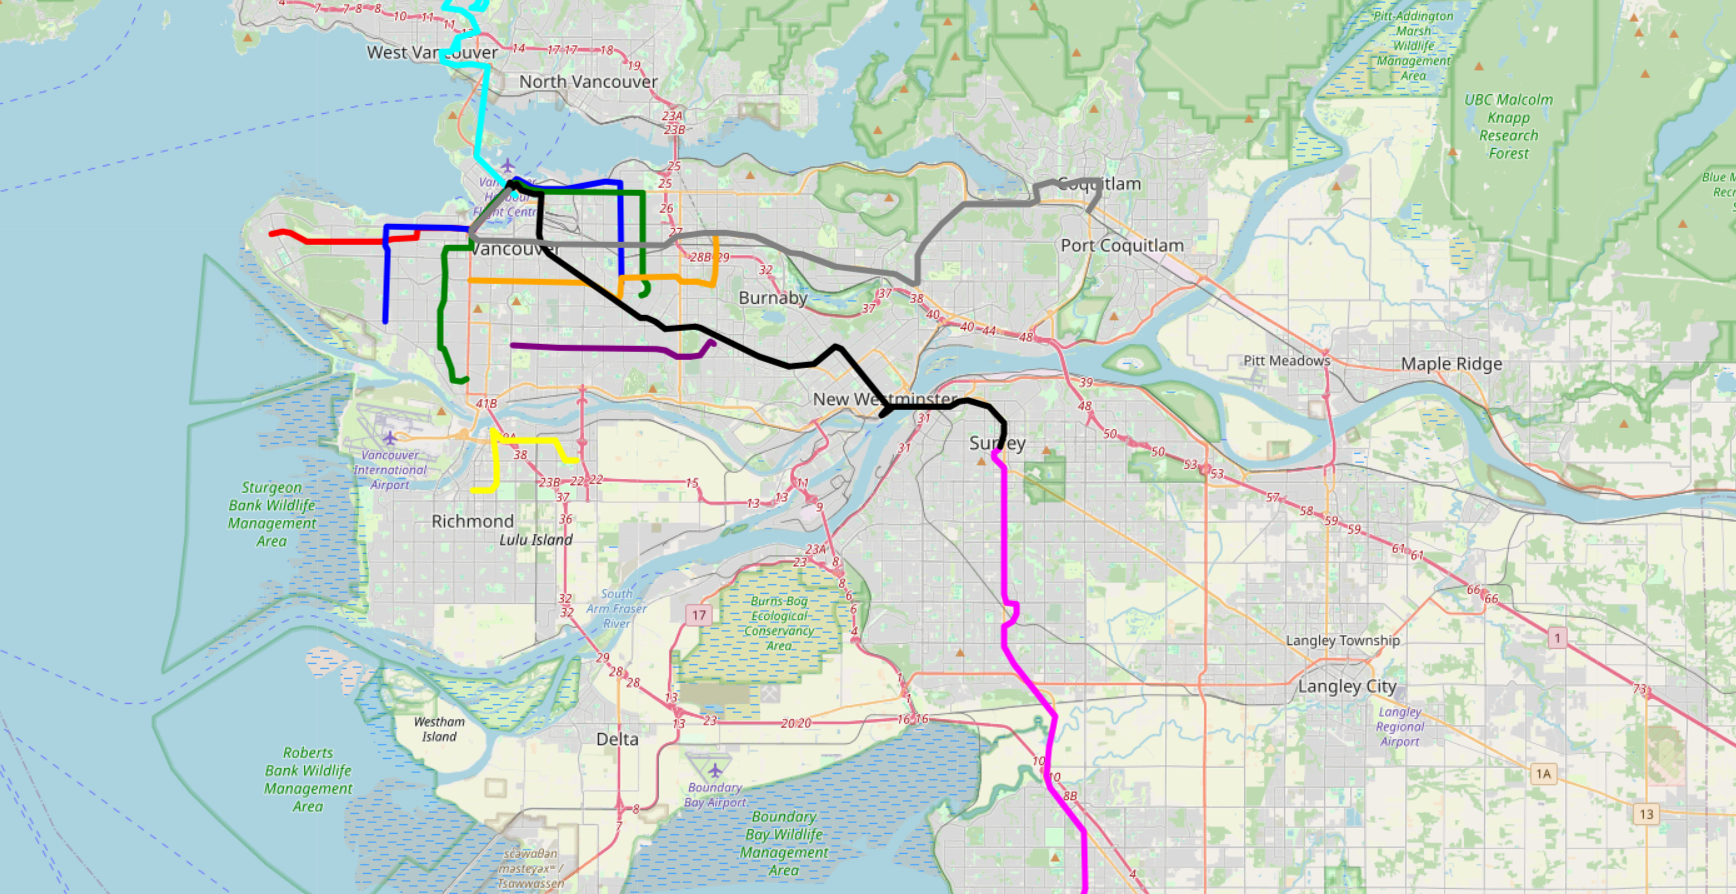 4
7-7-8-8
10
11
11
West Vancouver
14
17
17
18
19
North Vancouver
23A
23B
25
25
26
27
28B
29
32
Pitt-Addington
Marsh
Wildlife
Management
Area
UBC Malcolm
Knapp
Research
Forest
Coquitlam
Port Coquitlam
Vancouver
Burnaby
37
37
38
40
40
44
48
39
48
50
50
53
53
57
58
59
59
61
61
66
66
73
Pitt Meadows
Maple Ridge
New Westminster
31
31
Surrey
41B
38
Vancouver
International
Airport
23B
22
22
37
36
15
13
13
11
9
Richmond
Lulu Island
Sturgeon
Bank Wildlife
Management
Area
23A
23
8
8
6
6
4
32
32
South
Arm Fraser
River
17
Burns Bog
Ecological
Conservancy
Area
29
28
28
13
13
23
20
20
16
16
1
1
Westham
Island
Delta
Boundary
Bay Airport
8
7
Roberts
Bank Wildlife
Management
Area
Boundary
Bay Wildlife
Management
Area
10
10
8B
4
Langley Township
Langley City
Langley
Regional
Airport
1
1A
13
sc̓əwaθən
məsteyəxʷ /
Tsawwassen